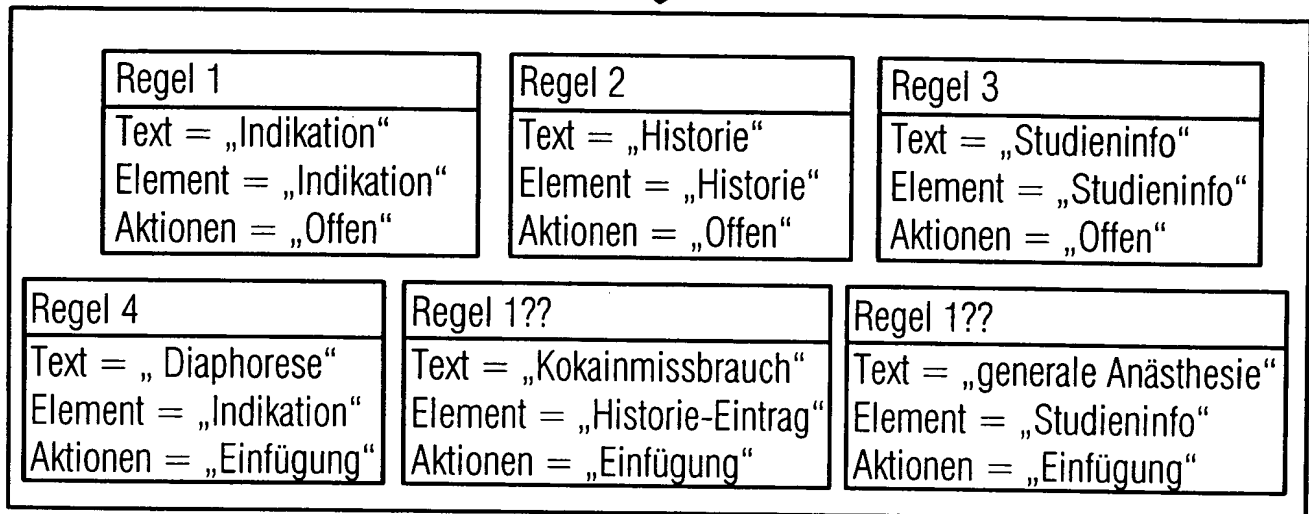 Regel 1
Text = „Indikation“
Element = „Indikation“
Aktionen = „Offen“
Regel 2
Text = „Historie“
Element = „Historie“
Aktionen = „Offen“
Regel 3
Text = „Studieninfo“
Element = „Studieninfo“
Aktionen = „Offen“
Regel 4
Text = „ Diaphorese“
Element = „Indikation“
Aktionen = „Einfügung“
Regel 1??
Text = „Kokainmissbrauch“
Element = „Historie-Eintrag“
Aktionen = „Einfügung“
Regel 1??
Text = „generale Anästhesie“
Element = „Studieninfo“
Aktionen = „Einfügung“